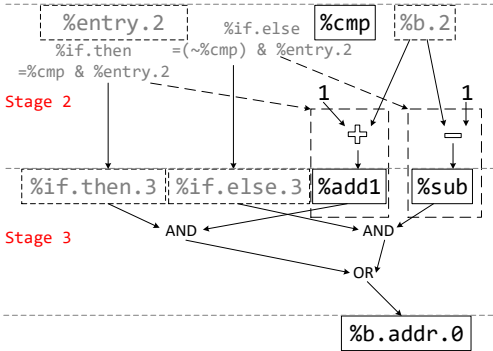 %entry.2 %cmp %b.2
%if.then
=%cmp & %entry.2
%if.else
=(~%cmp) & %entry.2
Stage 2
1 1
+ −
%if.then.3 %if.else.3 %add1 %sub
AND AND
Stage 3
OR
%b.addr.0